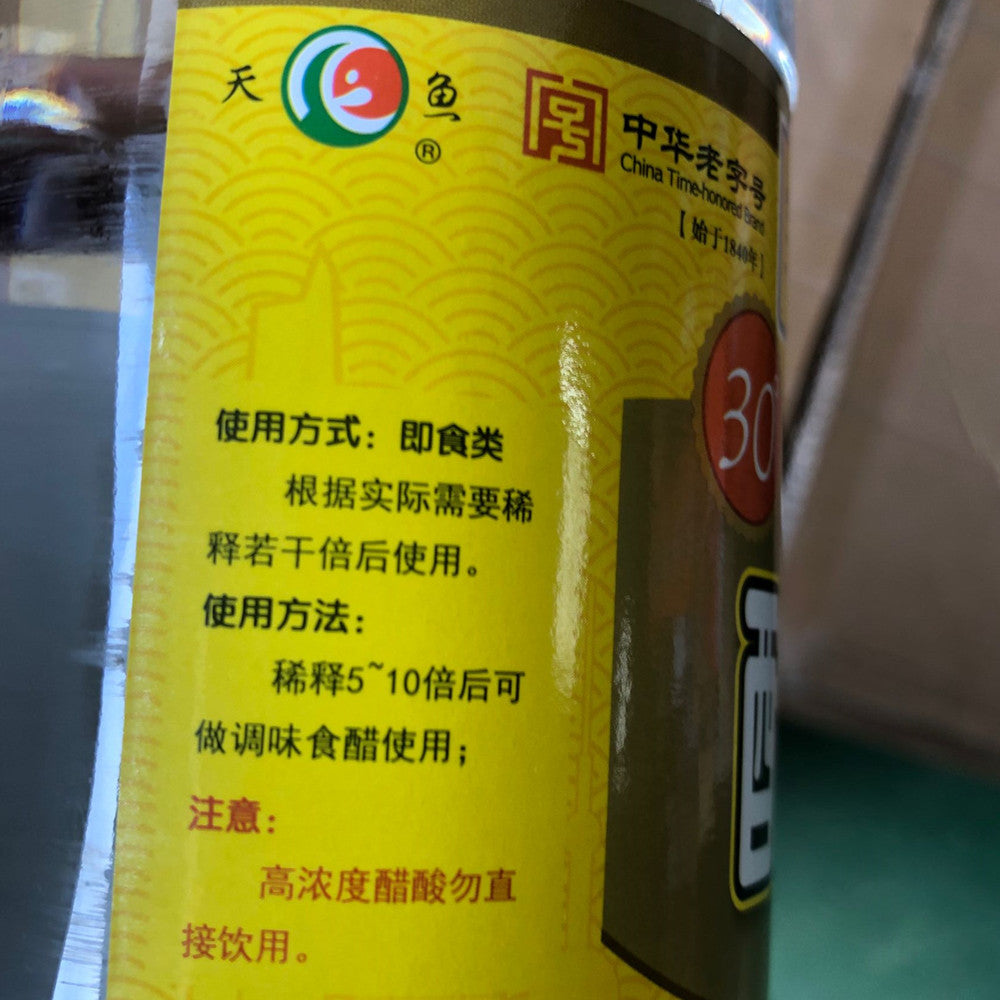 天 鱼
®
中华老字号
China Time-honored Brand
【始于1840年】
30
使用方式：即食类
根据实际需要稀
释若干倍后使用。
使用方法：
稀释5~10倍后可
做调味食醋使用；
注意：
高浓度醋酸勿直
接饮用。